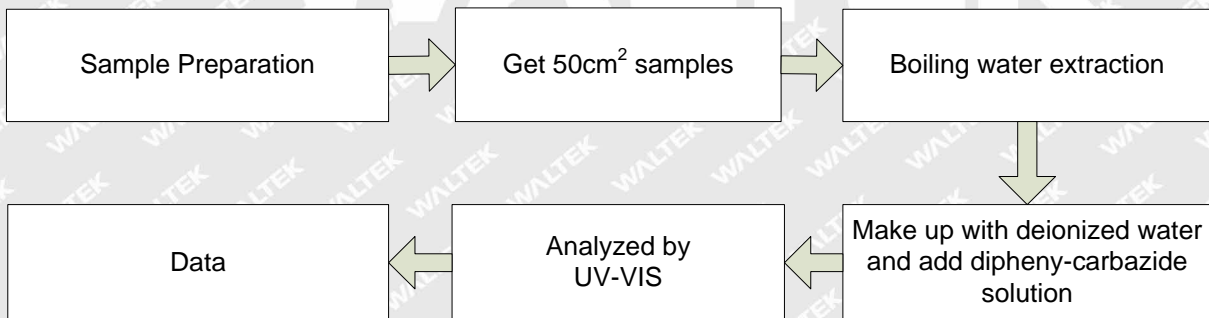 Sample Preparation
Get 50cm² samples
Boiling water extraction
Make up with deionized water
and add dipheny-carbazide
solution
Analyzed by
UV-VIS
Data
WALTEK